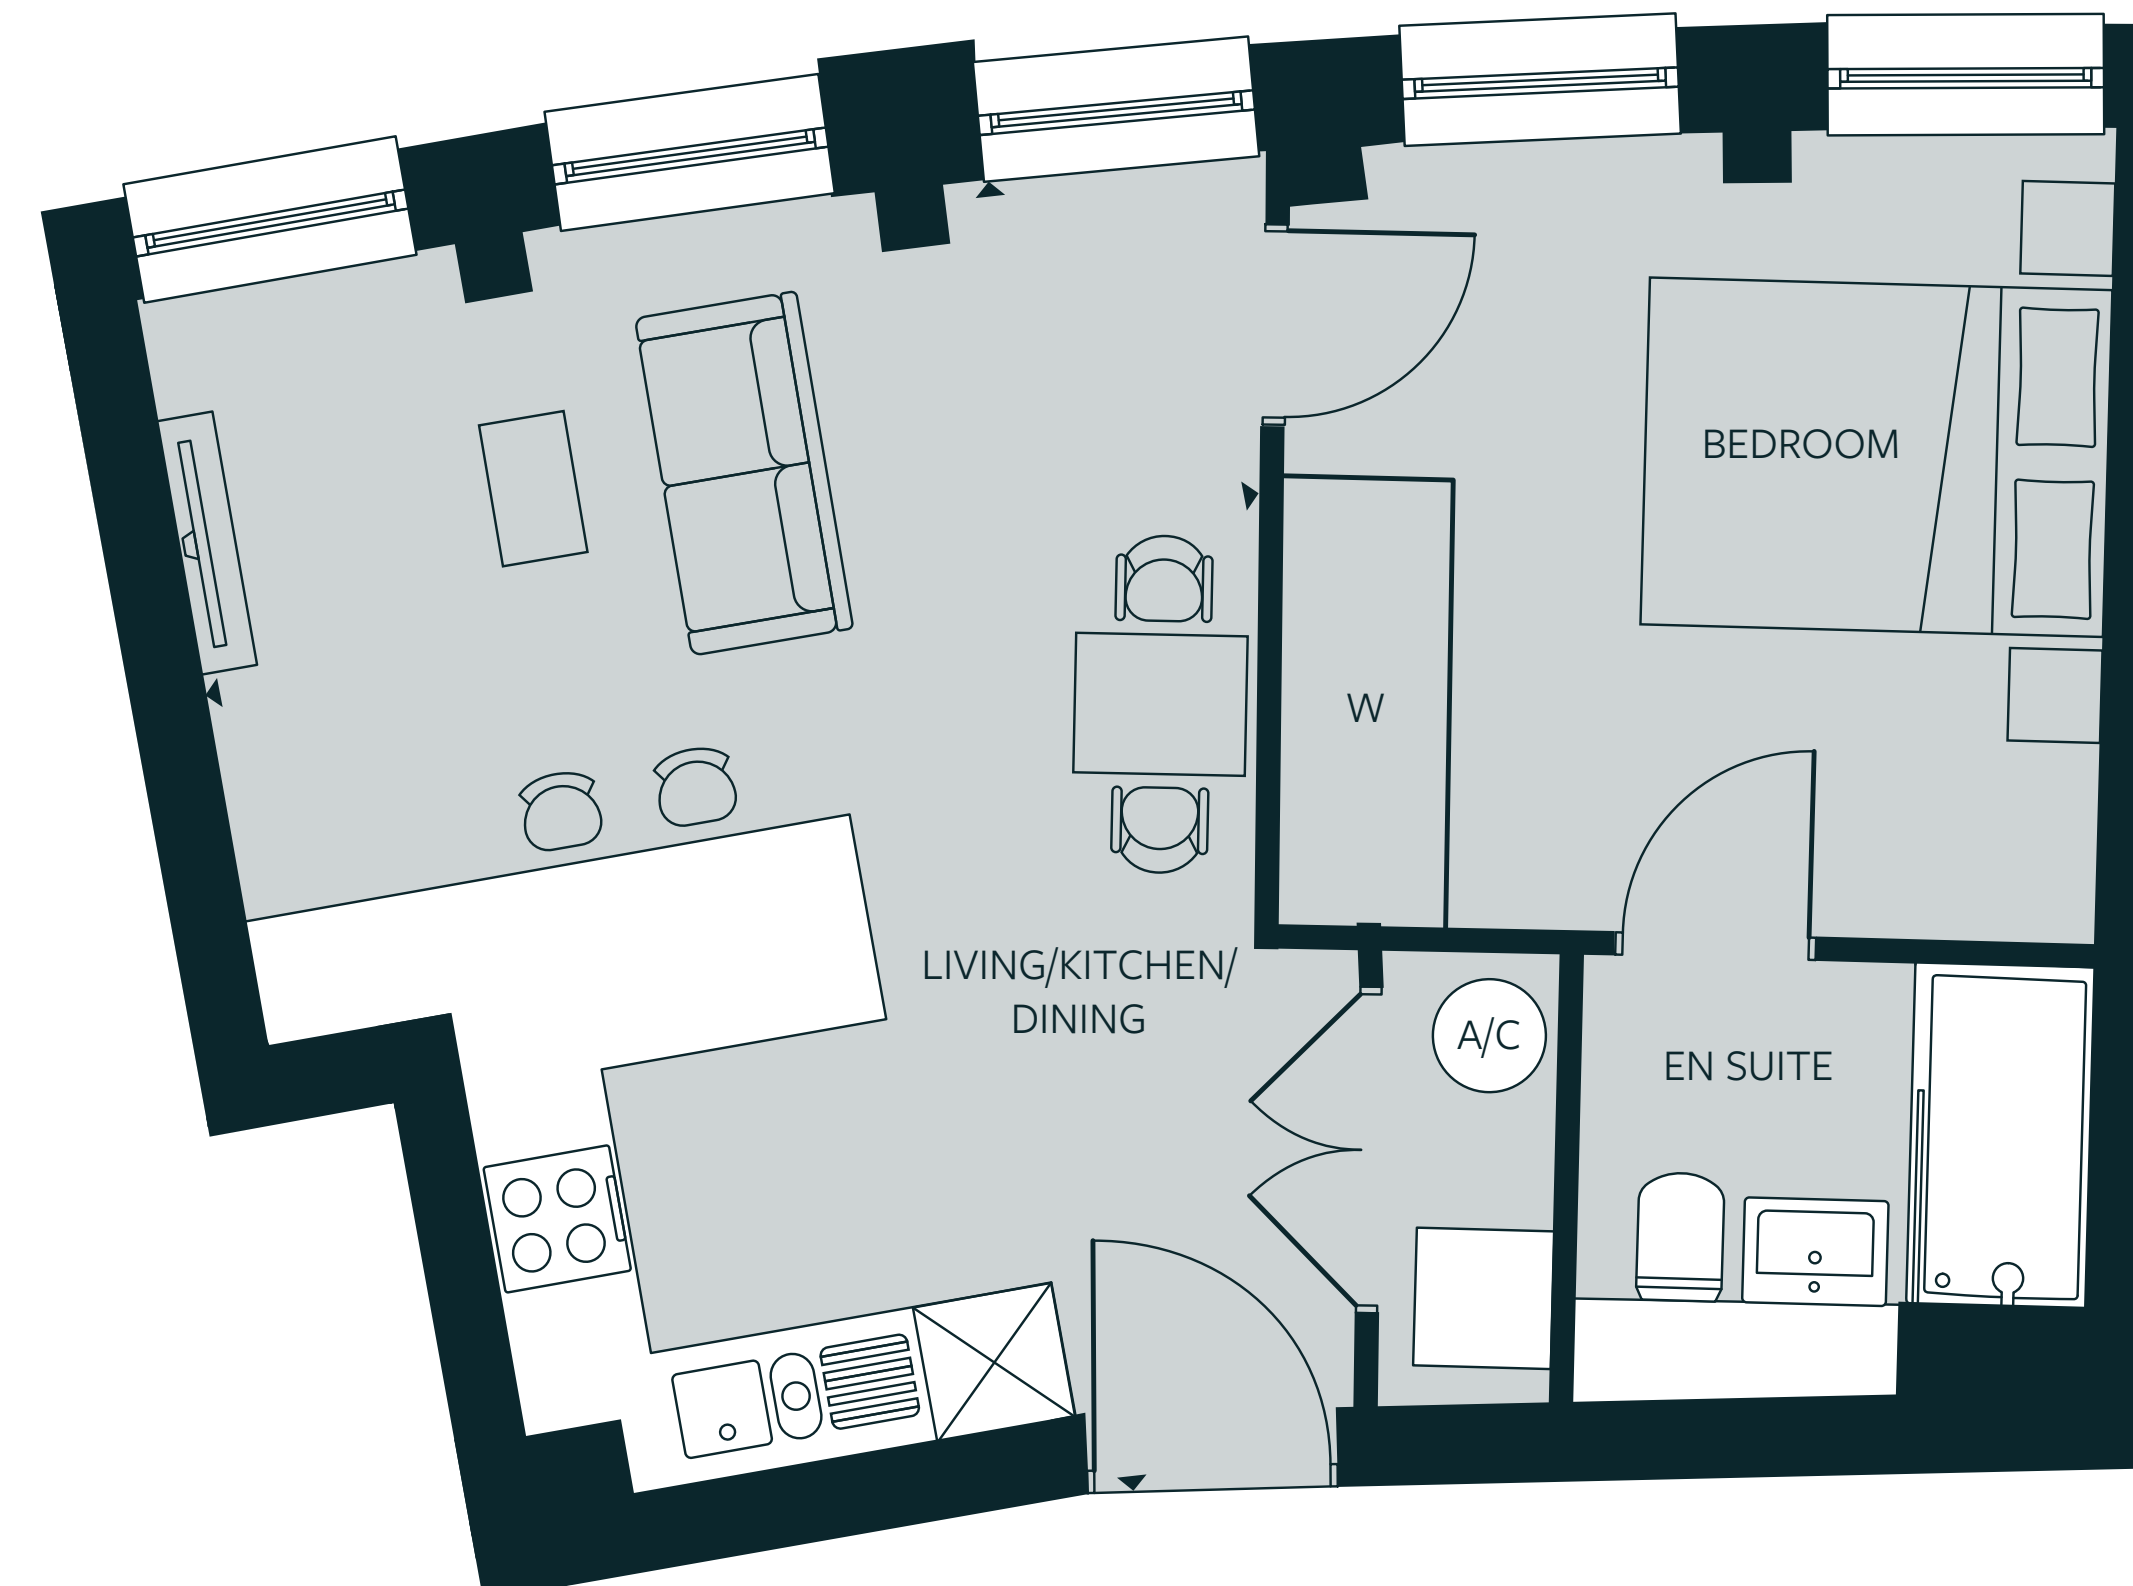 BEDROOM
W
LIVING/KITCHEN/
DINING
A/C
EN SUITE